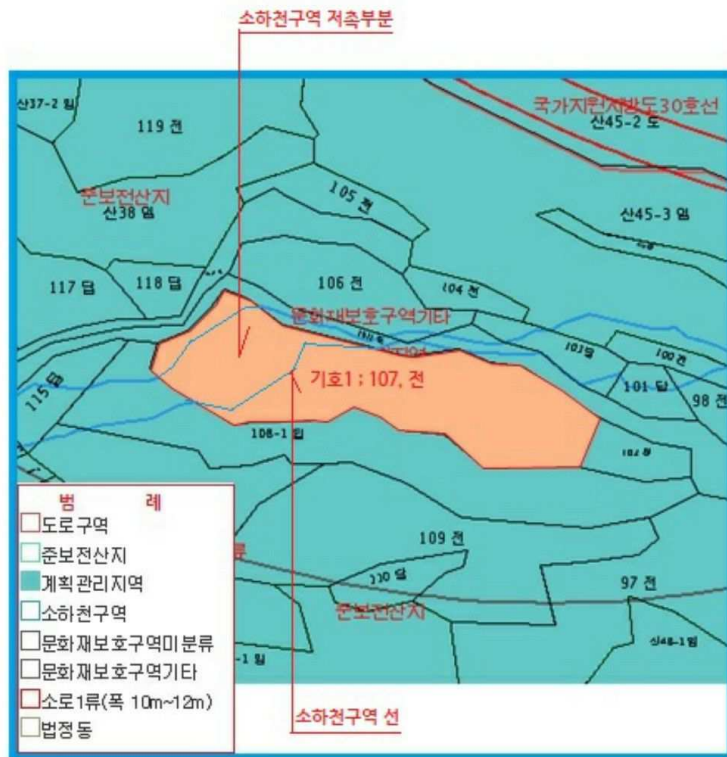 소하천구역 저촉부분
산37-2 임
119 전
국가지원지방도30호선
산45-2 도
105 전
준보전산지
산38 임
산45-3 임
117 답
118 답
106 전
104 전
문화재보호구역기타
103 답
100 전
115 답
기호1 ; 107, 전
101 답
98 전
108-1 임
범 례
도로구역
준보전산지
계획관리지역
소하천구역
문화재보호구역미분류
문화재보호구역기타
소로1류(폭 10m~12m)
법정동
류
109 전
110 답
97 전
준보전산지
산48-1임
-1 임
소하천구역 선